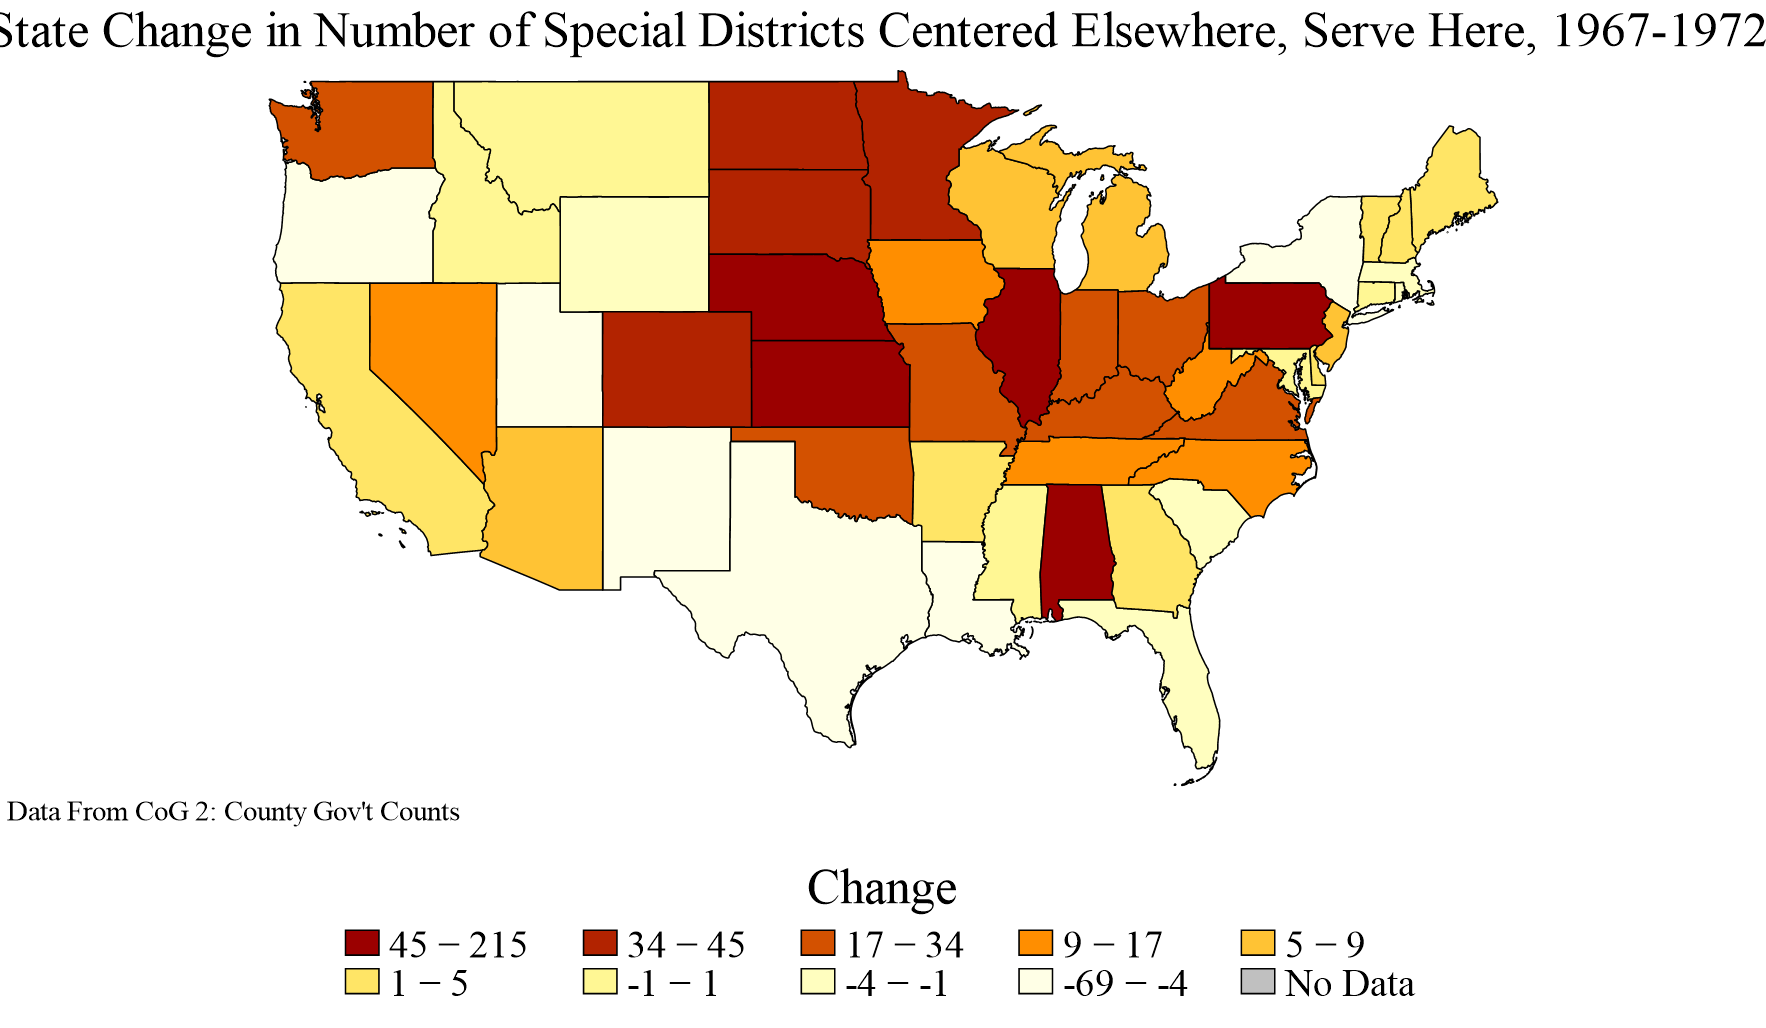 State Change in Number of Special Districts Centered Elsewhere, Serve Here, 1967-1972
Data From CoG 2: County Gov't Counts
Change
45 – 215 34 – 45 17 – 34 9 – 17 5 – 9
1 – 5 -1 – 1 -4 – -1 -69 – -4 No Data